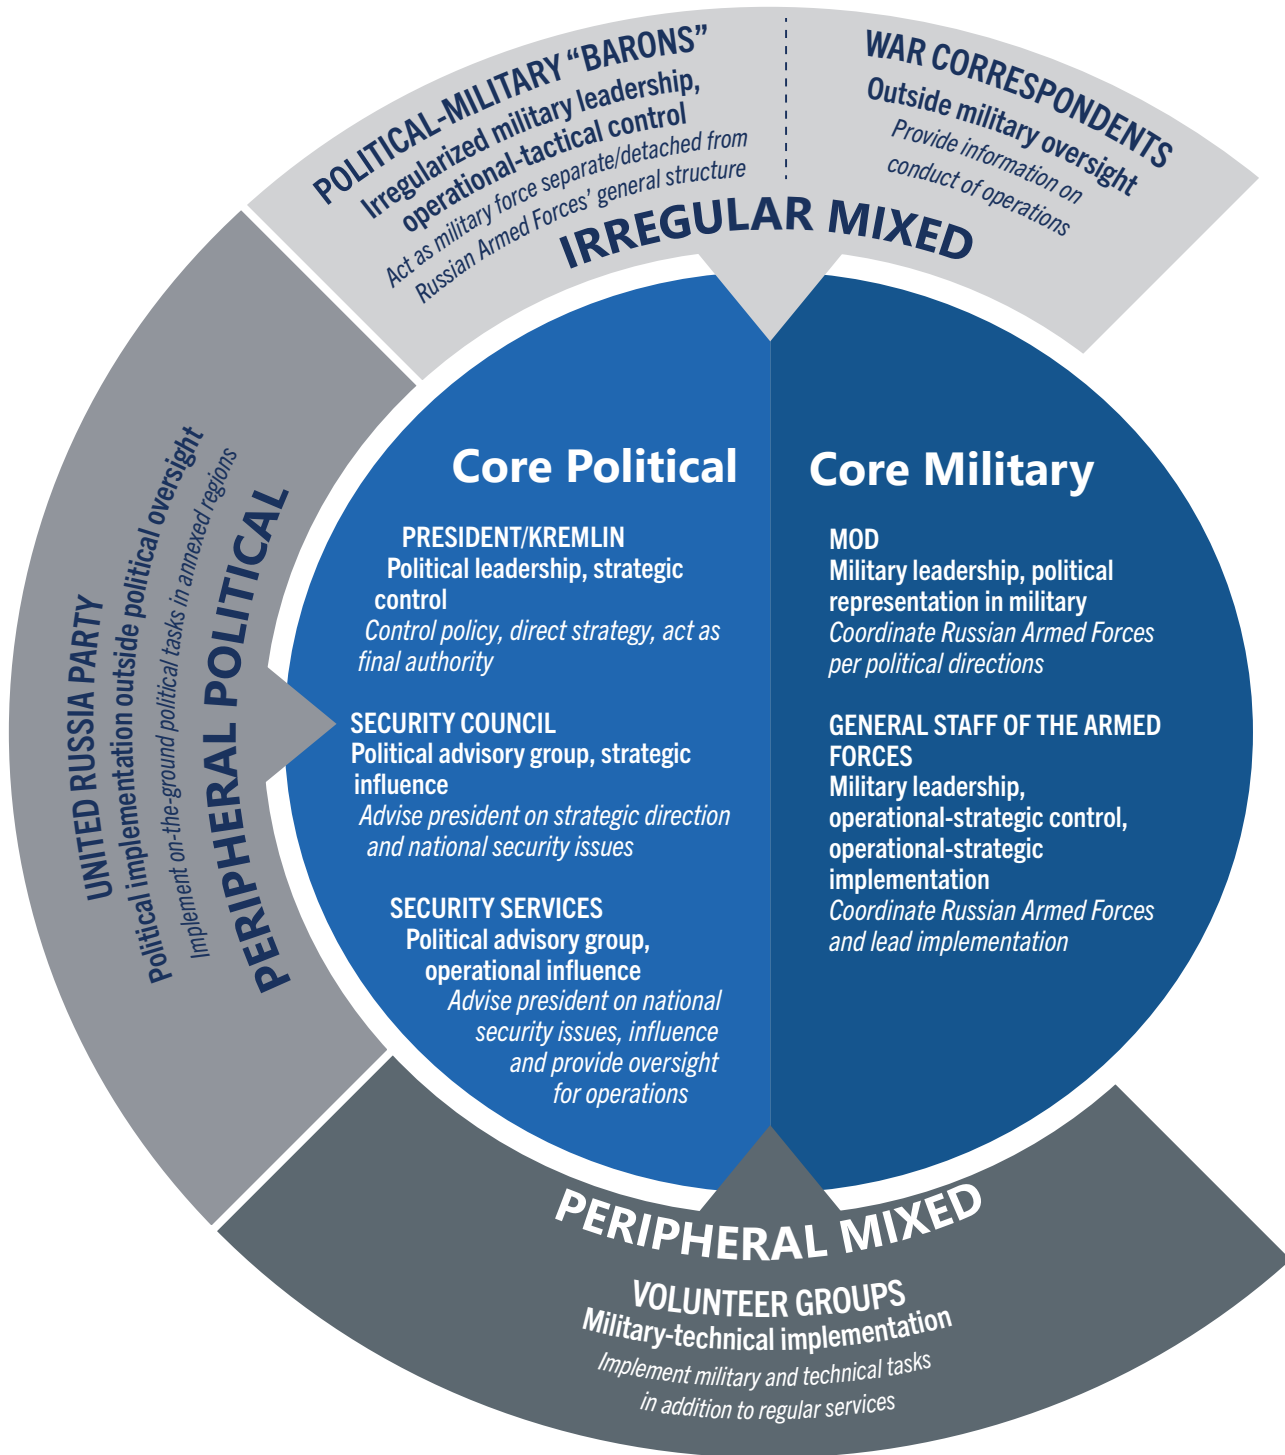 POLITICAL-MILITARY “BARONS”
Irregularized military leadership,
operational-tactical control
Act as military force separate/detached from
Russian Armed Forces’ general structure
WAR CORRESPONDENTS
Outside military oversight
Provide information on
conduct of operations
IRREGULAR MIXED
UNITED RUSSIA PARTY
Political implementation outside political oversight
Implement on-the-ground political tasks in annexed regions
PERIPHERAL POLITICAL
Core Political
PRESIDENT/KREMLIN
Political leadership, strategic
control
Control policy, direct strategy, act as
final authority
SECURITY COUNCIL
Political advisory group, strategic
influence
Advise president on strategic direction
and national security issues
SECURITY SERVICES
Political advisory group,
operational influence
Advise president on national
security issues, influence
and provide oversight
for operations
Core Military
MOD
Military leadership, political
representation in military
Coordinate Russian Armed Forces
per political directions
GENERAL STAFF OF THE ARMED
FORCES
Military leadership,
operational-strategic control,
operational-strategic
implementation
Coordinate Russian Armed Forces
and lead implementation
PERIPHERAL MIXED
VOLUNTEER GROUPS
Military-technical implementation
Implement military and technical tasks
in addition to regular services